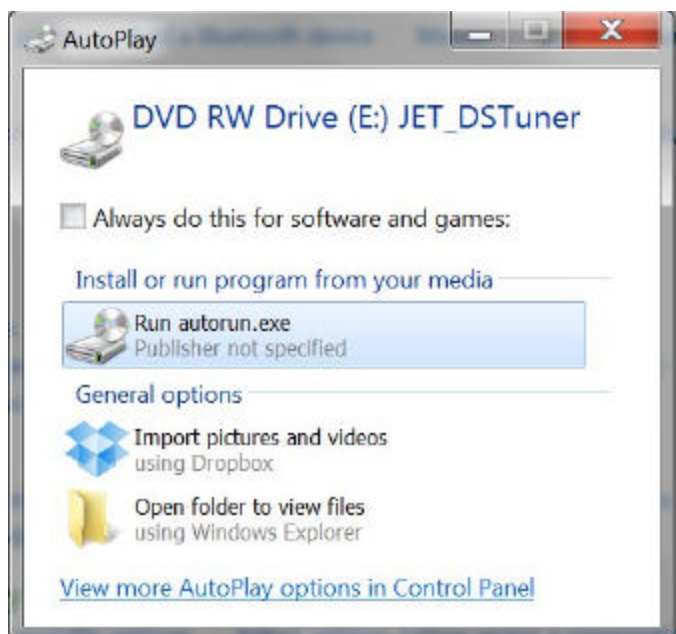 AutoPlay
DVD RW Drive (E:) JET_DSTuner
Always do this for software and games:
Install or run program from your media
Run autorun.exe
Publisher not specified
General options
Import pictures and videos
using Dropbox
Open folder to view files
using Windows Explorer
View more AutoPlay options in Control Panel